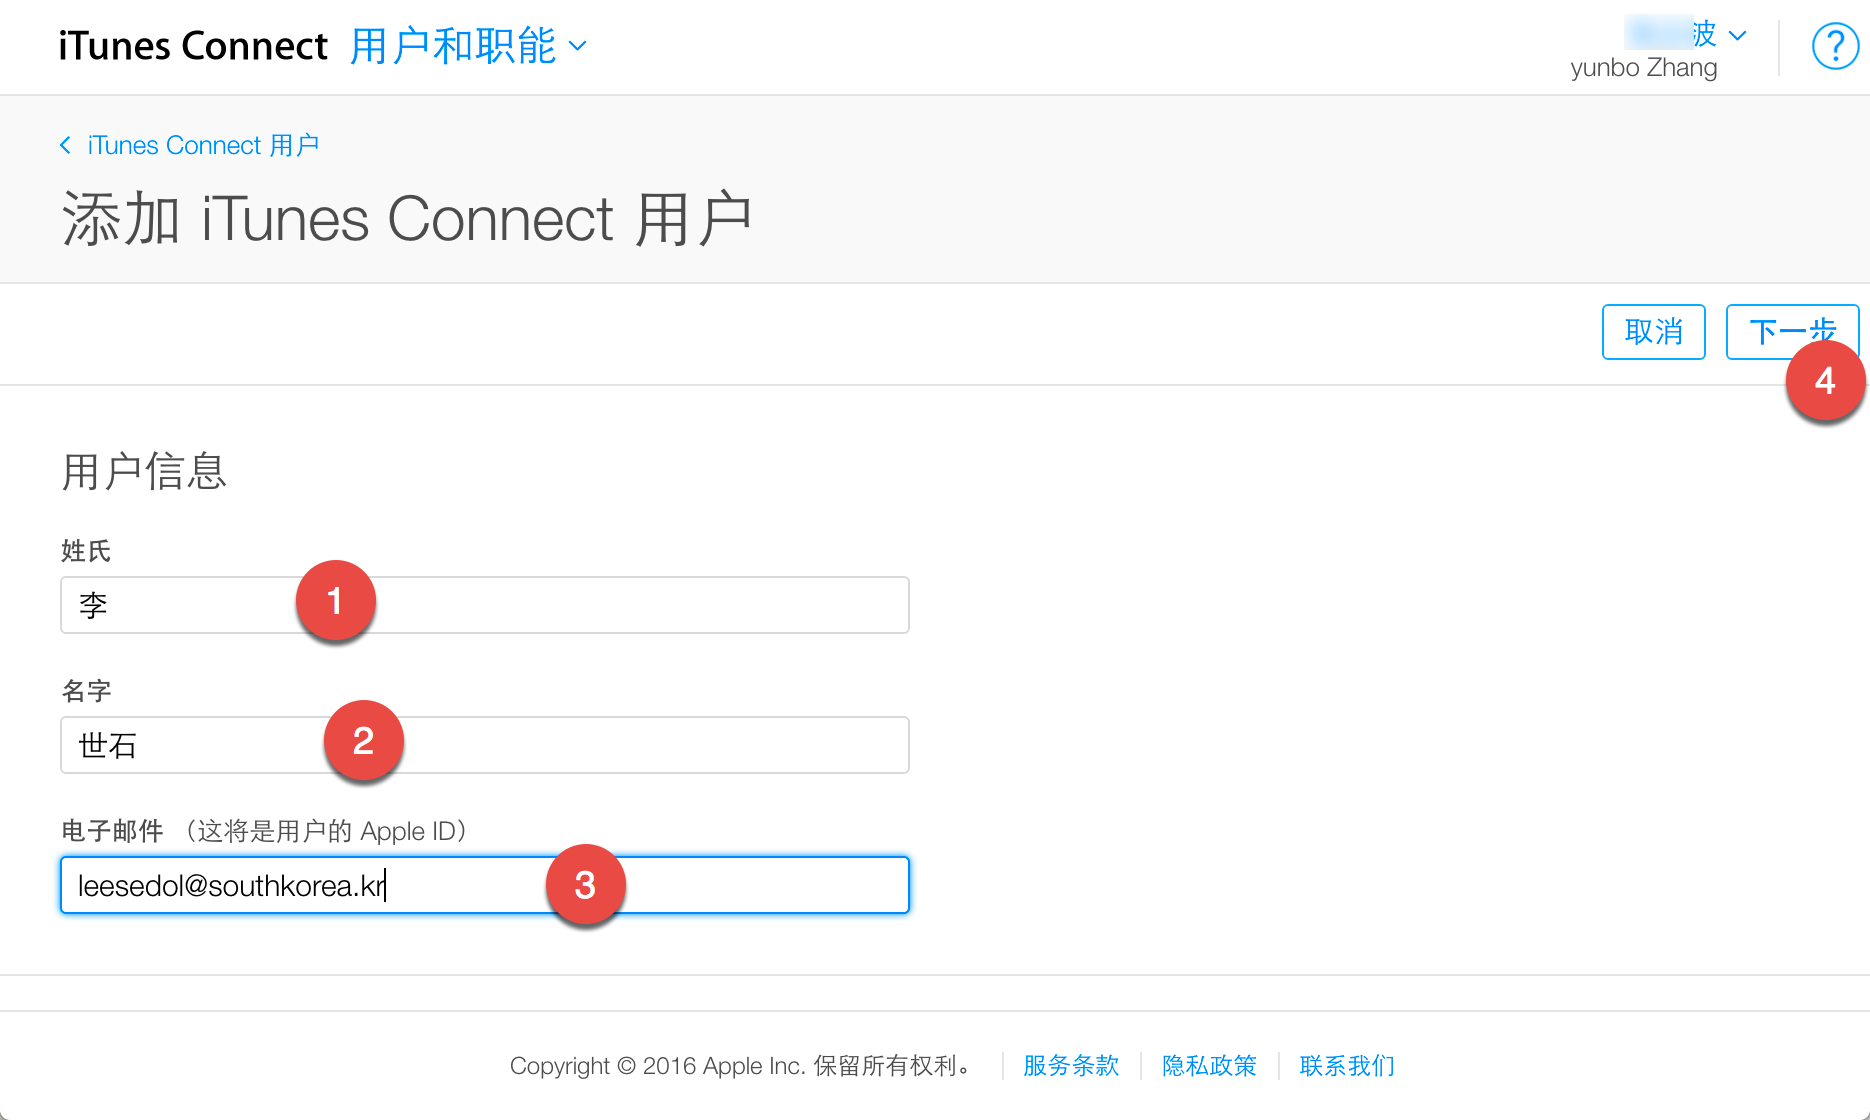 iTunes Connect 用户和职能
波
yunbo Zhang
?
iTunes Connect 用户
添加 iTunes Connect 用户
取消 下一步
4
用户信息
姓氏
李 1
名字
世石 2
电子邮件 （这将是用户的 Apple ID）
leesedol@southkorea.kr 3
Copyright © 2016 Apple Inc. 保留所有权利。 服务条款 隐私政策 联系我们